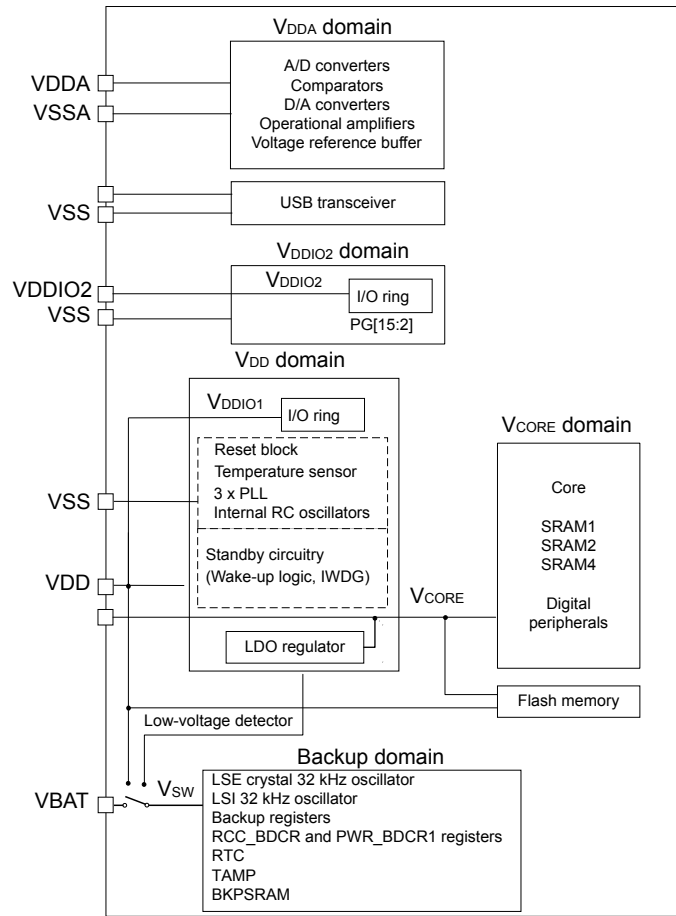 VDDA domain
VDDA
VSSA
A/D converters
Comparators
D/A converters
Operational amplifiers
Voltage reference buffer
VSS
USB transceiver
VDDIO2 domain
VDDIO2
VSS
VDDIO2
I/O ring
PG[15:2]
VDD domain
VDDIO1
I/O ring
Reset block
Temperature sensor
3 x PLL
Internal RC oscillators
VSS
Standby circuitry
(Wake-up logic, IWDG)
VDD
VCORE
LDO regulator
VCORE domain
Core
SRAM1
SRAM2
SRAM4
Digital
peripherals
Flash memory
Low-voltage detector
Backup domain
VBAT
VSW
LSE crystal 32 kHz oscillator
LSI 32 kHz oscillator
Backup registers
RCC_BDCR and PWR_BDCR1 registers
RTC
TAMP
BKPSRAM